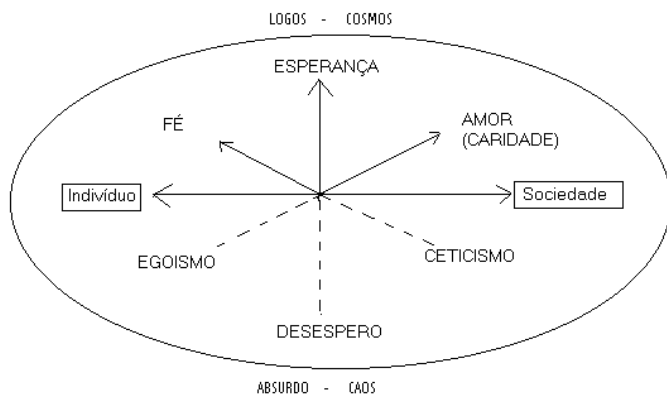 LOGOS - COSMOS
ESPERANÇA
FÉ
AMOR
(CARIDADE)
Indivíduo
Sociedade
EGOISMO
CETICISMO
DESESPERO
ABSURDO - CAOS